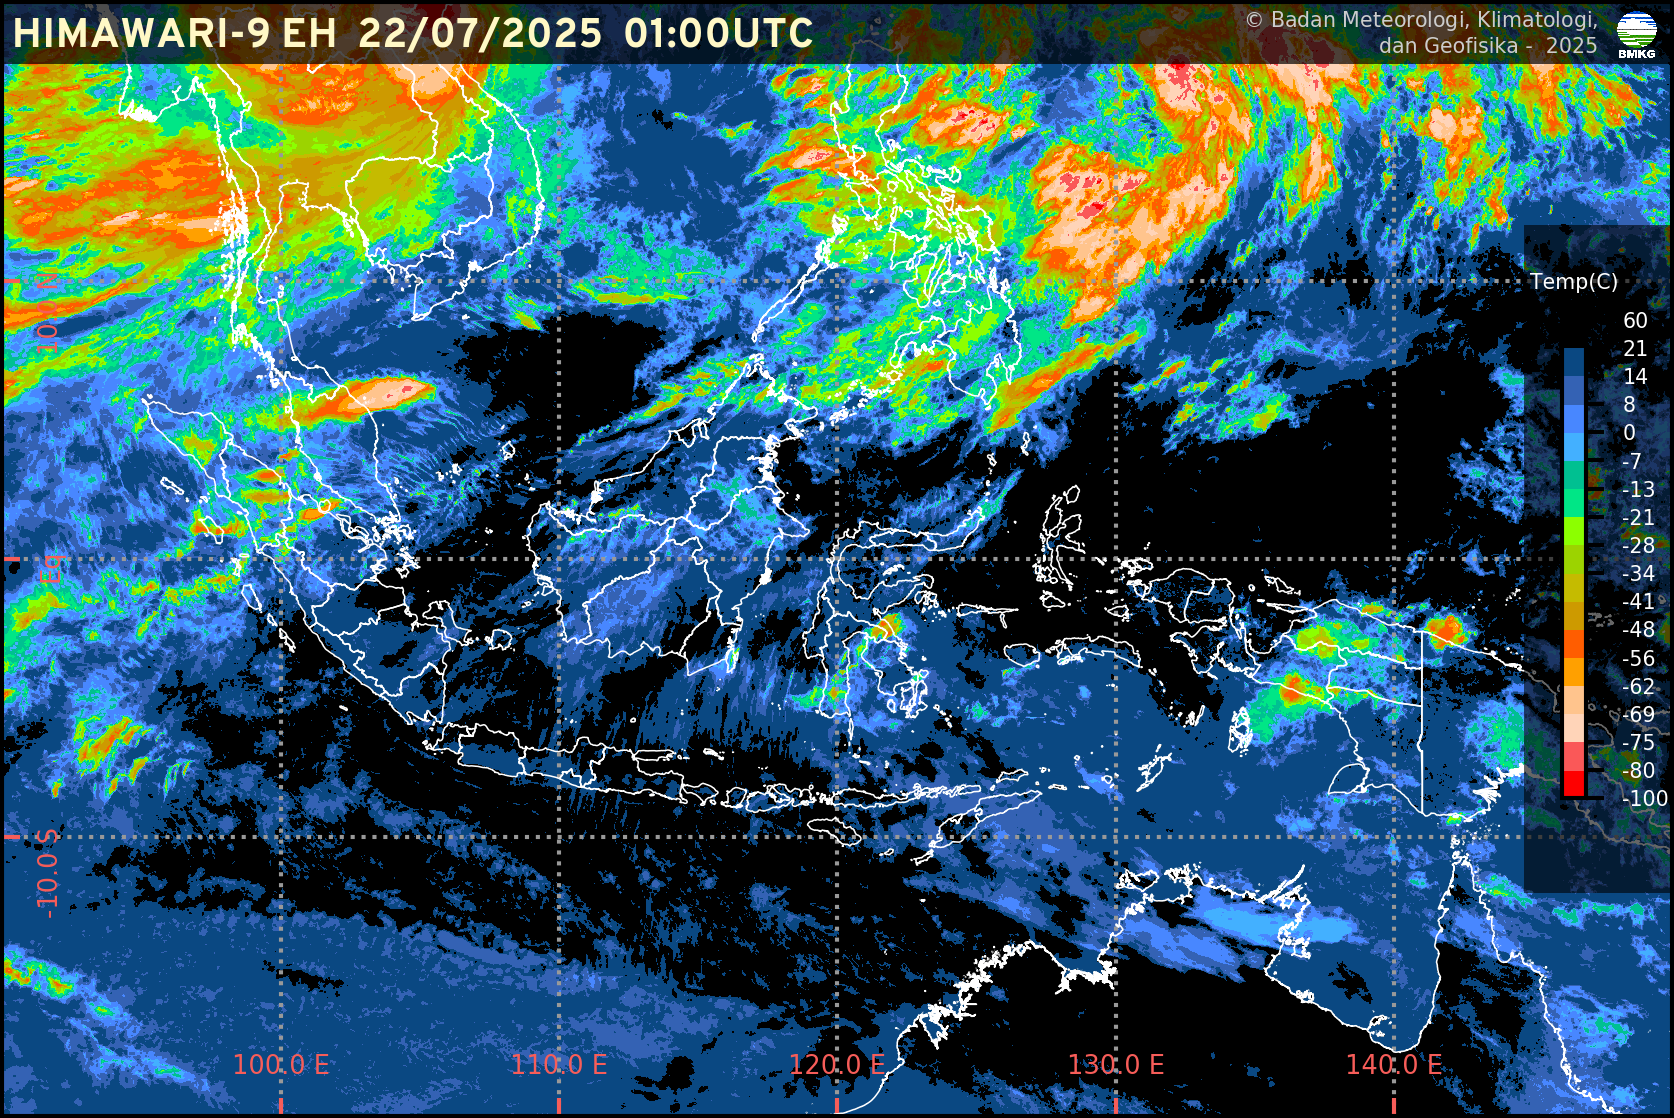 HIMAWARI-9 EH 22/07/2025 01:00UTC
© Badan Meteorologi, Klimatologi,
dan Geofisika - 2025
BMKG
Temp(C)
60
21
14
8
0
-7
-13
-21
-28
-34
-41
-48
-56
-62
-69
-75
-80
-100
10.0 N
Eq
-10.0 S
100.0 E
110.0 E
120.0 E
130.0 E
140.0 E